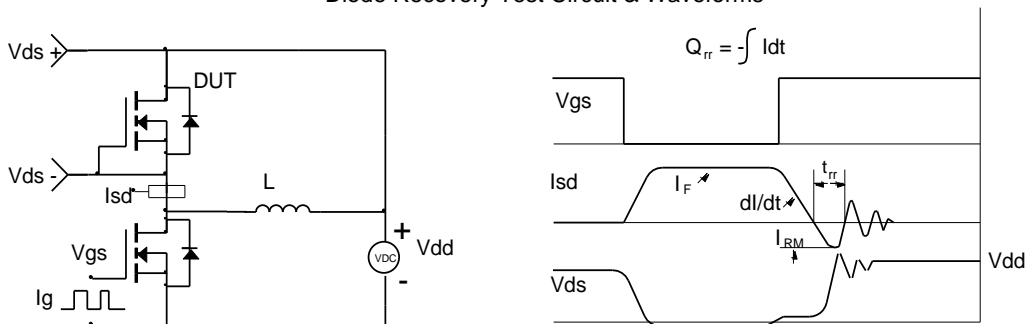 Diode Recovery Test Circuit & Waveforms
Vds +
DUT
Vds -
Isd
L
Vgs
Ig
VDC
+
-
Vdd
Qrr = -∫ Idt
Vgs
Isd
IF
dI/dt
trr
IRM
Vds
Vdd